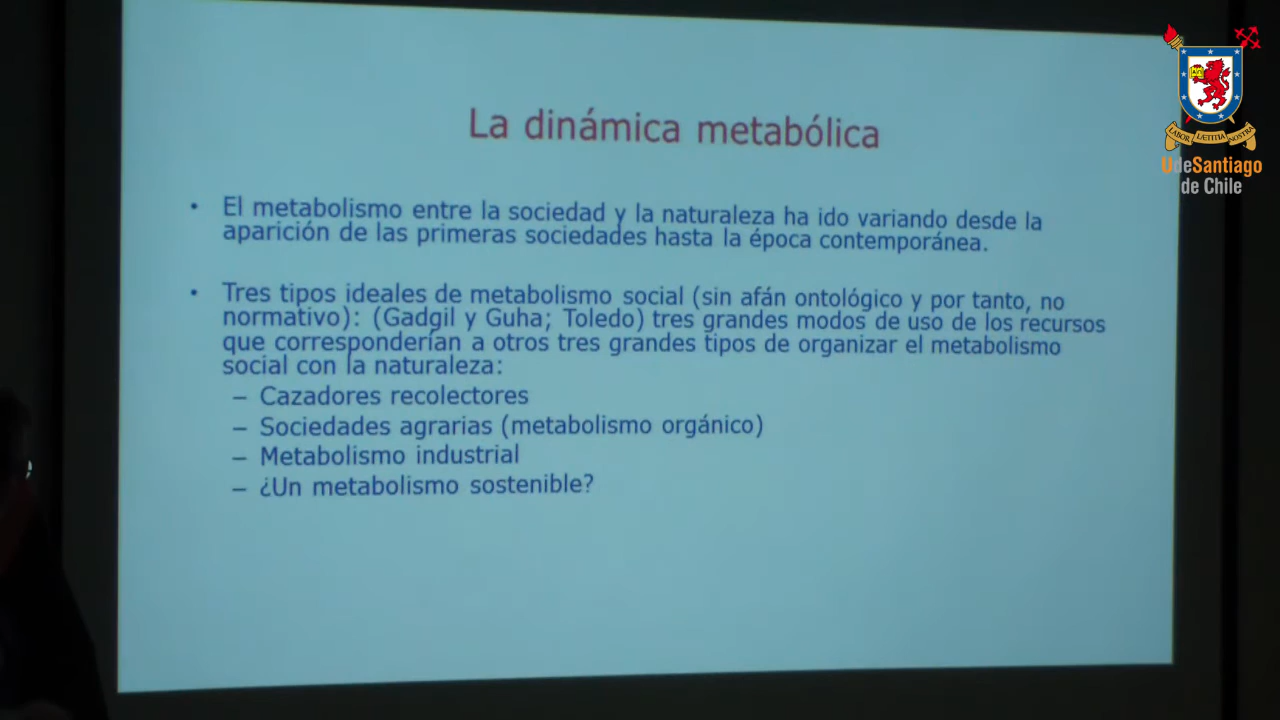 La dinámica metabólica
• El metabolismo entre la sociedad y la naturaleza ha ido variando desde la
aparición de las primeras sociedades hasta la época contemporánea.
• Tres tipos ideales de metabolismo social (sin afán ontológico y por tanto, no
normativo): (Gadgil y Guha; Toledo) tres grandes modos de uso de los recursos
que corresponderían a otros tres grandes tipos de organizar el metabolismo
social con la naturaleza:
– Cazadores recolectores
– Sociedades agrarias (metabolismo orgánico)
– Metabolismo industrial
– ¿Un metabolismo sostenible?
LABOR LÆTITIA NOSTRA
UdeSantiago
de Chile